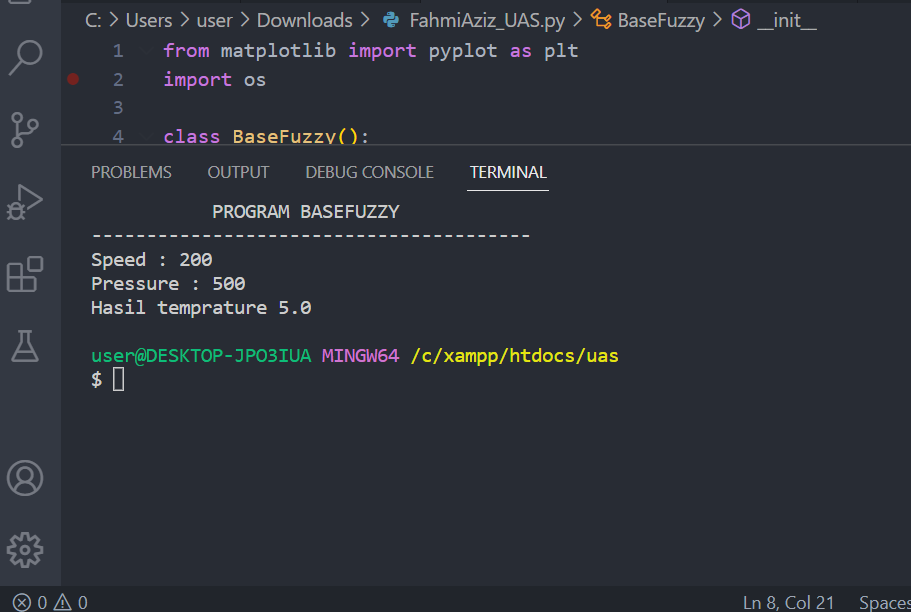 C: > Users > user > Downloads > FahmiAziz_UAS.py > BaseFuzzy > __init__
1 from matplotlib import pyplot as plt
2 import os
3
4 class BaseFuzzy():
PROBLEMS OUTPUT DEBUG CONSOLE TERMINAL
PROGRAM BASEFUZZY
----------------------------------------
Speed : 200
Pressure : 500
Hasil temprature 5.0
user@DESKTOP-JPO3IUA MINGW64 /c/xampp/htdocs/uas
$
0 0 Ln 8, Col 21 Spaces